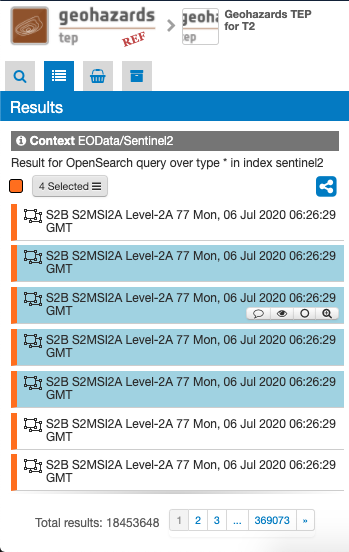 geohazards
tep
REF
geoha
tep
Geohazards TEP
for T2
Results
Context EOData/Sentinel2
Result for OpenSearch query over type * in index sentinel2
4 Selected
S2B S2MSI2A Level-2A 77 Mon, 06 Jul 2020 06:26:29
GMT
S2B S2MSI2A Level-2A 77 Mon, 06 Jul 2020 06:26:29
GMT
S2B S2MSI2A Level-2A 77 Mon, 06 Jul 2020 06:26:29
GMT
S2B S2MSI2A Level-2A 77 Mon, 06 Jul 2020 06:26:29
GMT
S2B S2MSI2A Level-2A 77 Mon, 06 Jul 2020 06:26:29
GMT
S2B S2MSI2A Level-2A 77 Mon, 06 Jul 2020 06:26:29
GMT
S2B S2MSI2A Level-2A 77 Mon, 06 Jul 2020 06:26:29
GMT
Total results: 18453648 1 2 3 ... 369073 »